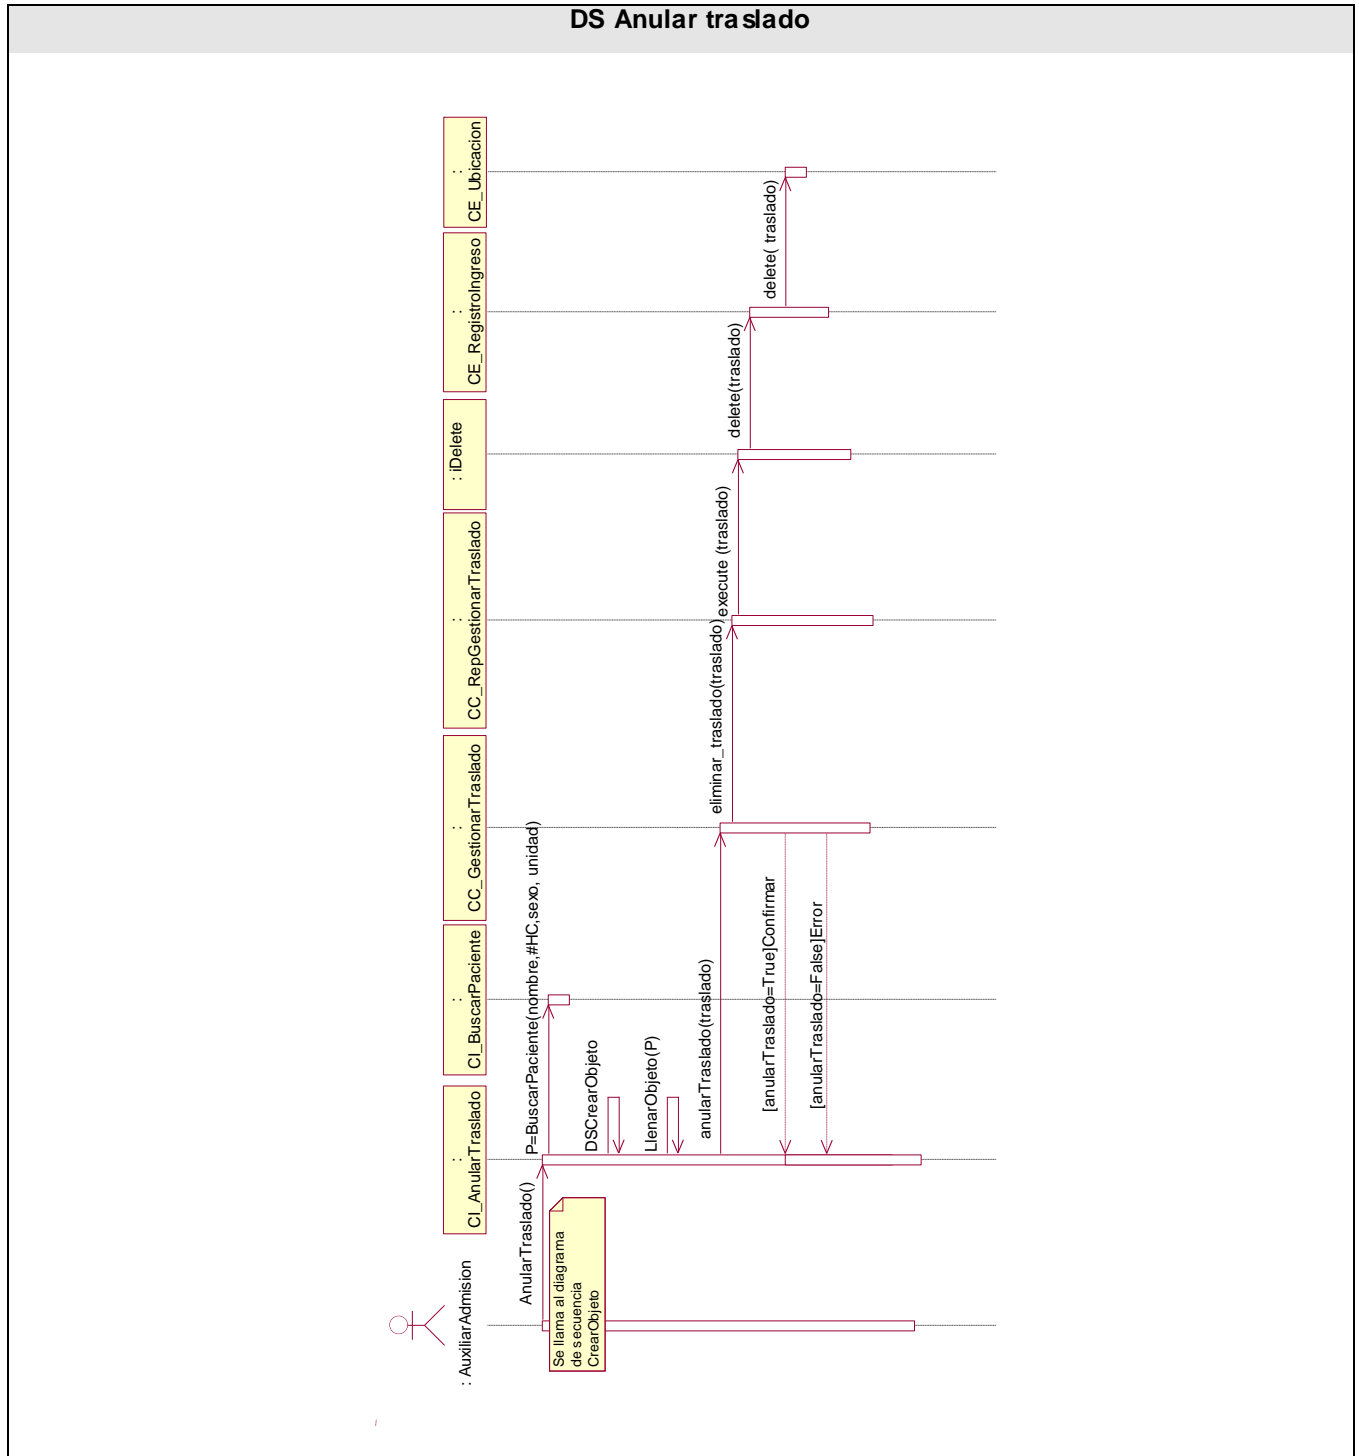 DS Anular traslado
: AuxiliarAdmision
:
CI_AnularTraslado
:
CI_BuscarPaciente
:
CC_GestionarTraslado
:
CC_RepGestionarTraslado
: iDelete
:
CE_RegistroIngreso
:
CE_Ubicacion
AnularTraslado()
Se llama al diagrama
de secuencia
CrearObjeto
P=BuscarPaciente(nombre,#HC,sexo, unidad)
DSCrearObjeto
LlenarObjeto(P)
anularTraslado(traslado)
eliminar_traslado(traslado)
execute (traslado)
delete(traslado)
delete( traslado)
[anularTraslado=True]Confirmar
[anularTraslado=False]Error